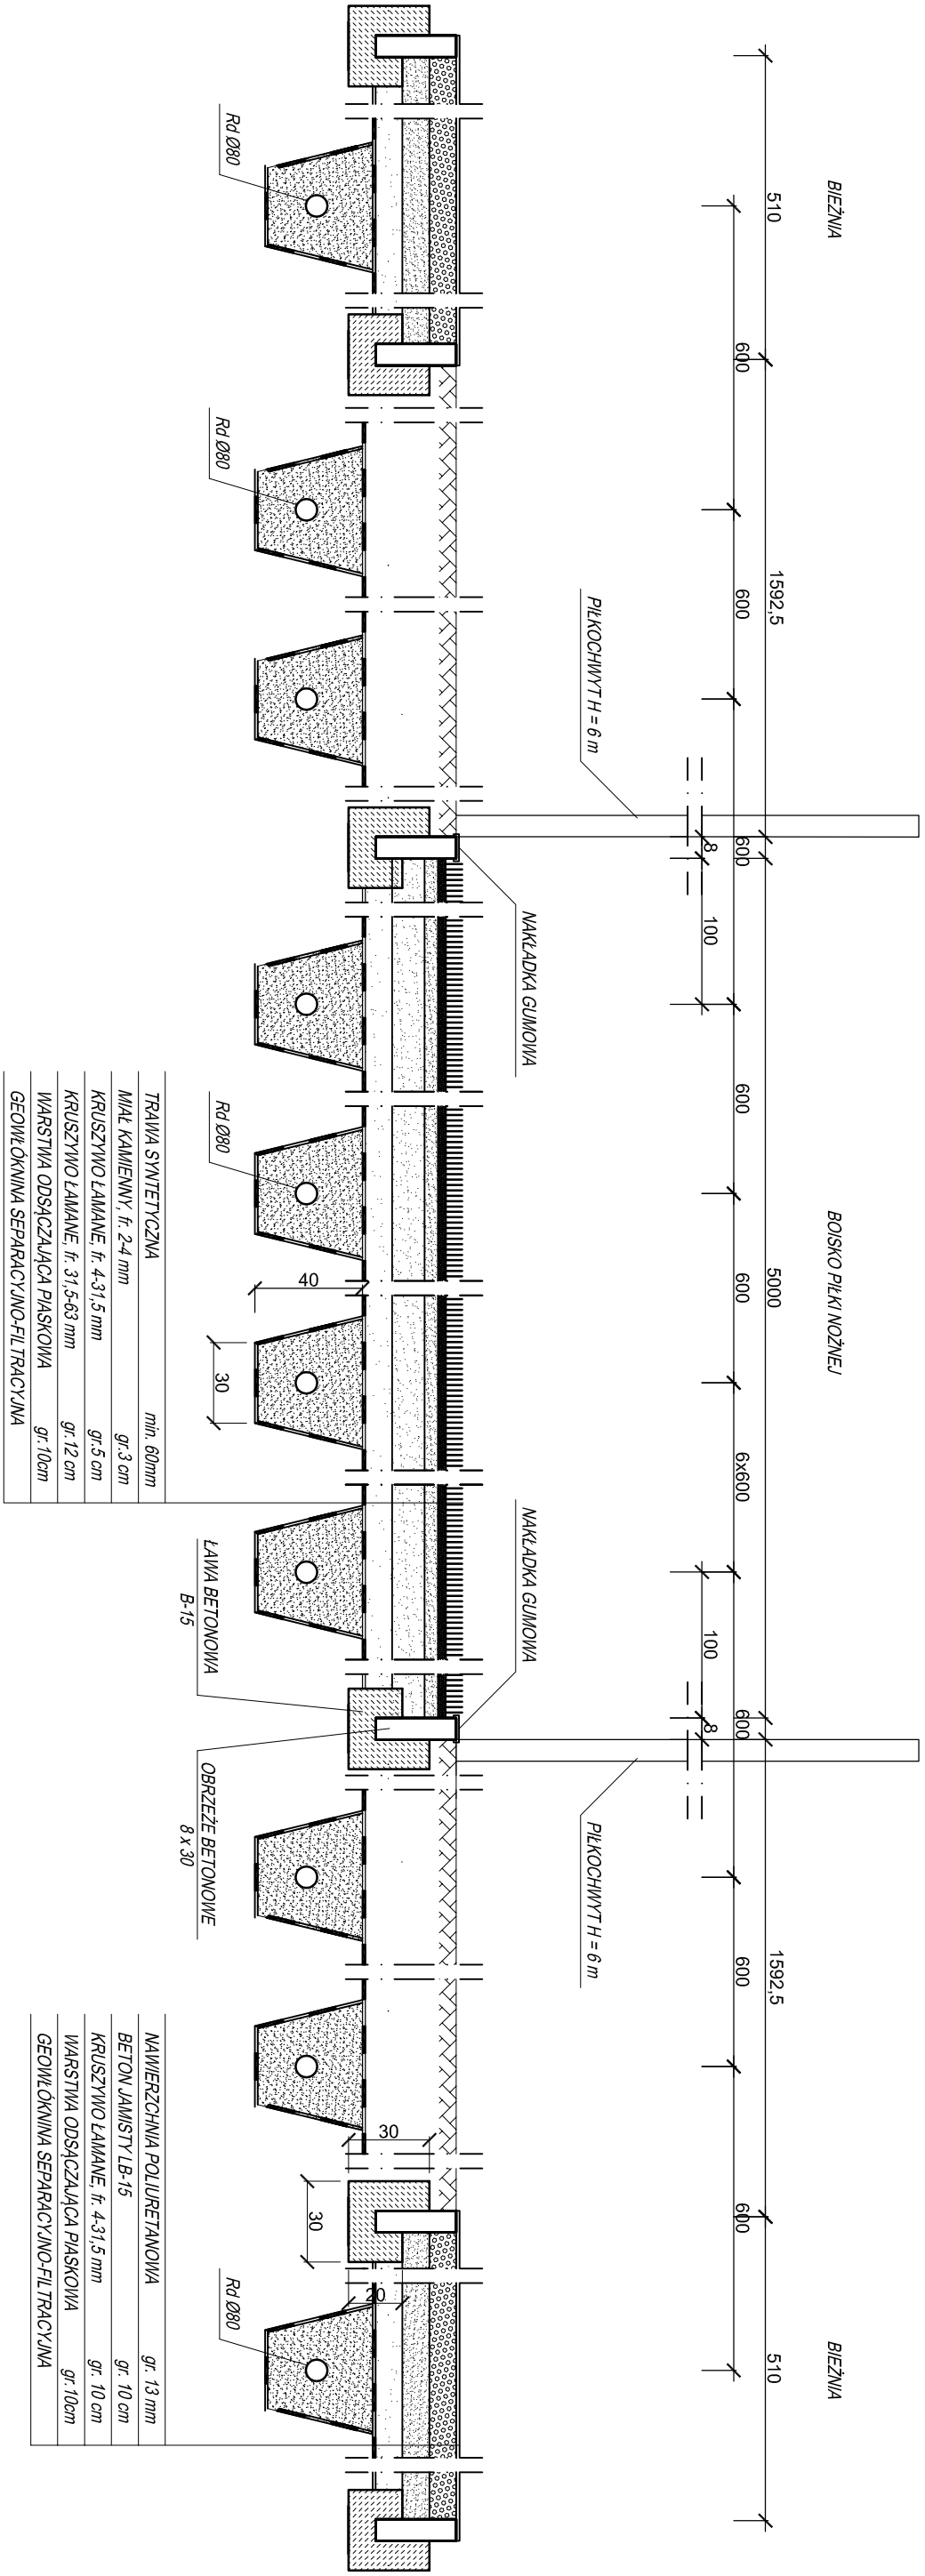 BIEŻNIA
BOISKO PIŁKI NOŻNEJ
BIEŻNIA
510
1592,5
5000
1592,5
510
600
600
600
600
600
6x600
600
600
600
8
100
100
8
PIŁKOCHWYT H = 6 m
PIŁKOCHWYT H = 6 m
NAKŁADKA GUMOWA
NAKŁADKA GUMOWA
40
30
30
30
20
Rd Ø80
Rd Ø80
Rd Ø80
Rd Ø80
ŁAWA BETONOWA
B-15
OBRZEŻE BETONOWE
8 x 30
TRAWA SYNTETYCZNA min. 60mm
MIAŁ KAMIENNY, fr. 2-4 mm gr.3 cm
KRUSZYWO ŁAMANE, fr. 4-31,5 mm gr.5 cm
KRUSZYWO ŁAMANE, fr. 31,5-63 mm gr.12 cm
WARSTWA ODSĄCZAJĄCA PIASKOWA gr.10cm
GEOWŁÓKNINA SEPARACYJNO-FILTRACYJNA
NAWIERZCHNIA POLIURETANOWA gr. 13 mm
BETON JAMISTY LB-15 gr. 10 cm
KRUSZYWO ŁAMANE, fr. 4-31,5 mm gr. 10 cm
WARSTWA ODSĄCZAJĄCA PIASKOWA gr.10cm
GEOWŁÓKNINA SEPARACYJNO-FILTRACYJNA